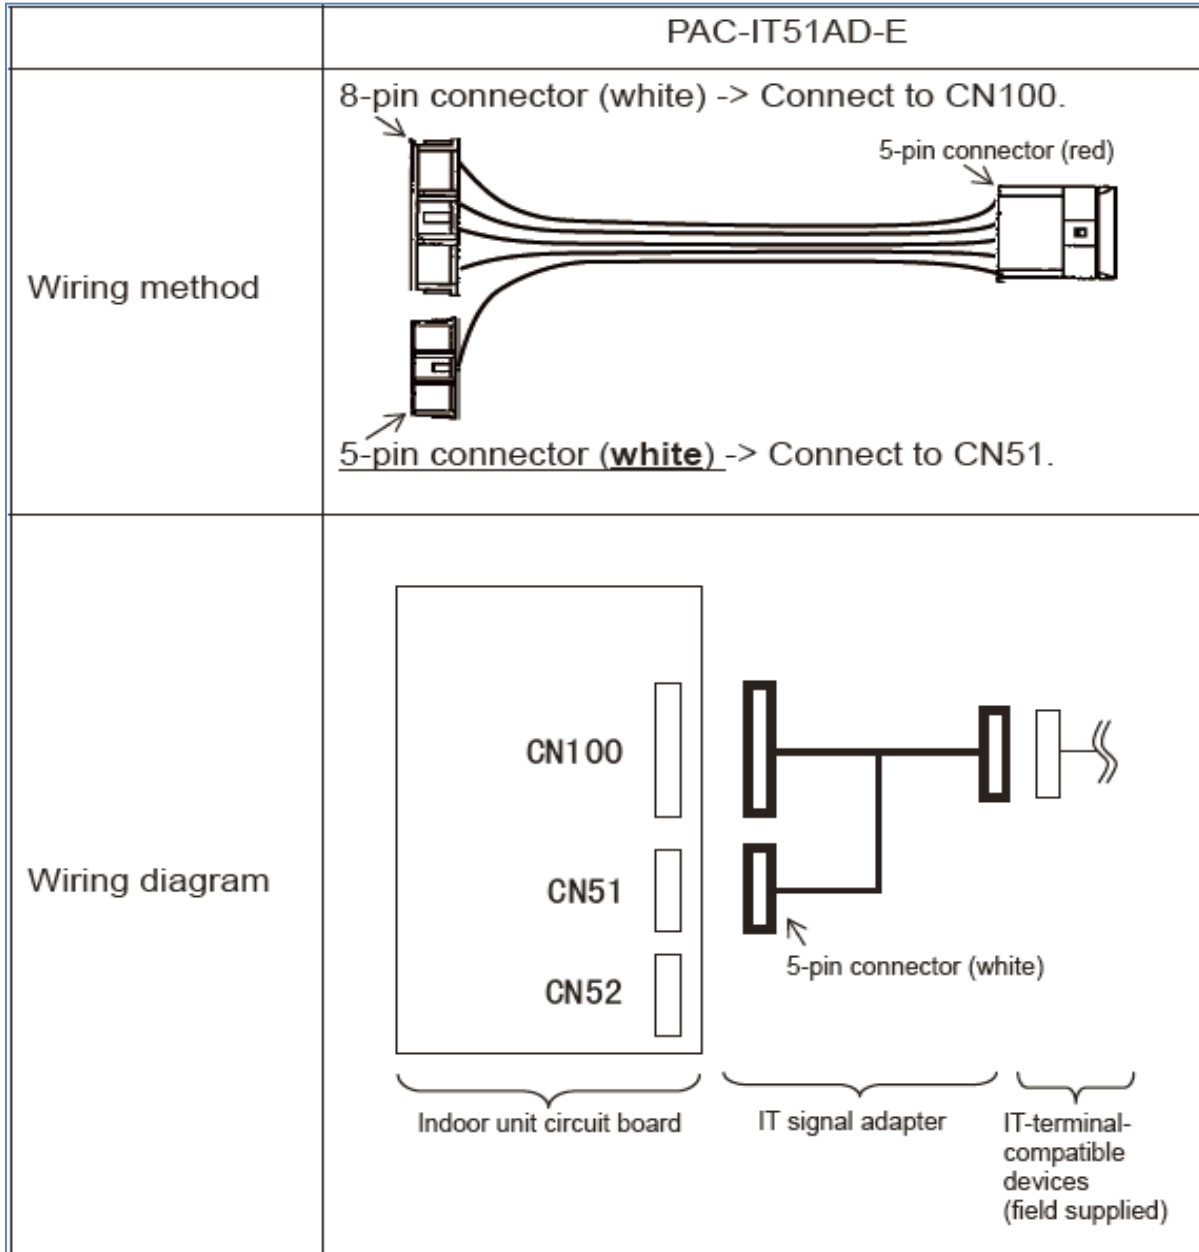 PAC-IT51AD-E
Wiring method
8-pin connector (white) -> Connect to CN100.
5-pin connector (red)
5-pin connector (white) -> Connect to CN51.
Wiring diagram
CN100
CN51
CN52
5-pin connector (white)
Indoor unit circuit board
IT signal adapter
IT-terminal-
compatible
devices
(field supplied)